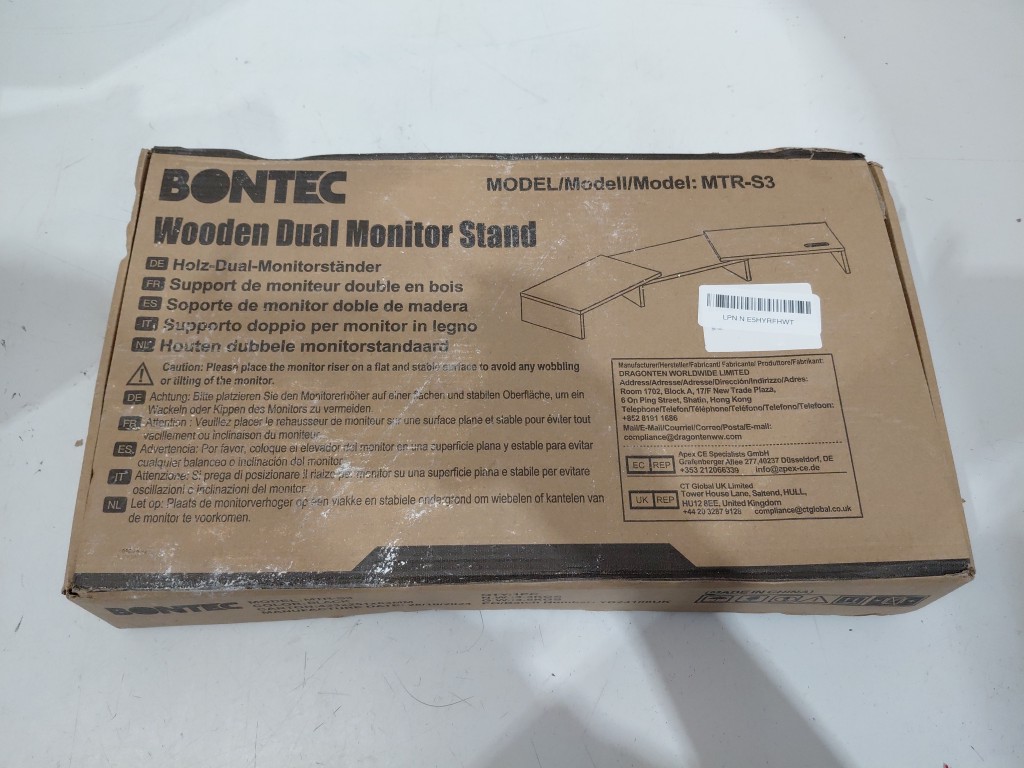 BONTEC
MODEL/Modell/Model: MTR-S3
Wooden Dual Monitor Stand
DE Holz-Dual-Monitorständer
FR Support de moniteur double en bois
ES Soporte de monitor doble de madera
IT Supporto doppio per monitor in legno
NL Houten dubbele monitorstandaard
Caution: Please place the monitor riser on a flat and stable surface to avoid any wobbling
or tilting of the monitor.
DE Achtung: Bitte platzieren Sie den Monitorerhöher auf einer flachen und stabilen Oberfläche, um ein
Wackeln oder Kippen des Monitors zu vermeiden.
FR Attention : Veuillez placer le rehausseur de moniteur sur une surface plane et stable pour éviter tout
vacillement ou inclinaison du moniteur.
ES Advertencia: Por favor, coloque el elevador del monitor en una superficie plana y estable para evitar
cualquier balanceo o inclinación del monitor.
IT Attenzione: Si prega di posizionare il rialzo per monitor su una superficie piana e stabile per evitare
oscillazioni o inclinazioni del monitor.
NL Let op: Plaats de monitorverhoger op een vlakke en stabiele ondergrond om wiebelen of kantelen van
de monitor te voorkomen.
LPN N E5HYRFHWT
Manufacturer/Hersteller/Fabricant/ Fabricante/ Produttore/Fabrikant:
DRAGONTEN WORLDWIDE LIMITED
Address/Adresse/Adresse/Dirección/Indirizzo/Adres:
Room 1702, Block A, 17/F New Trade Plaza,
6 On Ping Street, Shatin, Hong Kong
Telephone/Telefon/Téléphone/Teléfono/Telefono/Telefoon:
+852 8191 1686
Mail/E-Mail/Courriel/Correo/Posta/E-mail:
compliance@dragontenww.com
EC REP
Apex CE Specialists GmbH
Grafenberger Allee 277,40237 Düsseldorf, DE
+353 212066339 info@apex-ce.de
UK REP
CT Global UK Limited
Tower House Lane, Saltend, HULL,
HU12 8EE, United Kingdom
+44 20 3287 9126 compliance@ctglobal.co.uk
BONTEC
MODEL: MTR-S3
(MADE IN CHINA)